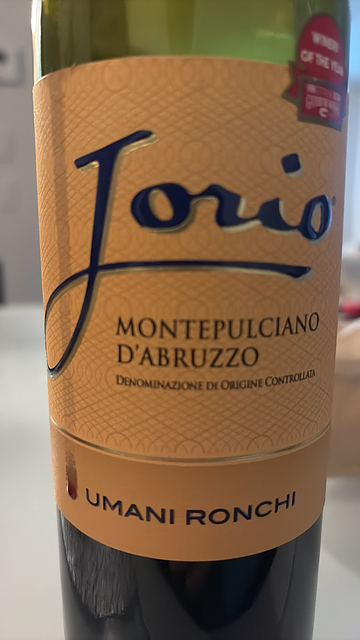 WINERY
OF THE YEAR
Jorio
MONTEPULCIANO
D'ABRUZZO
DENOMINAZIONE DI ORIGINE CONTROLLATA
UMANI RONCHI